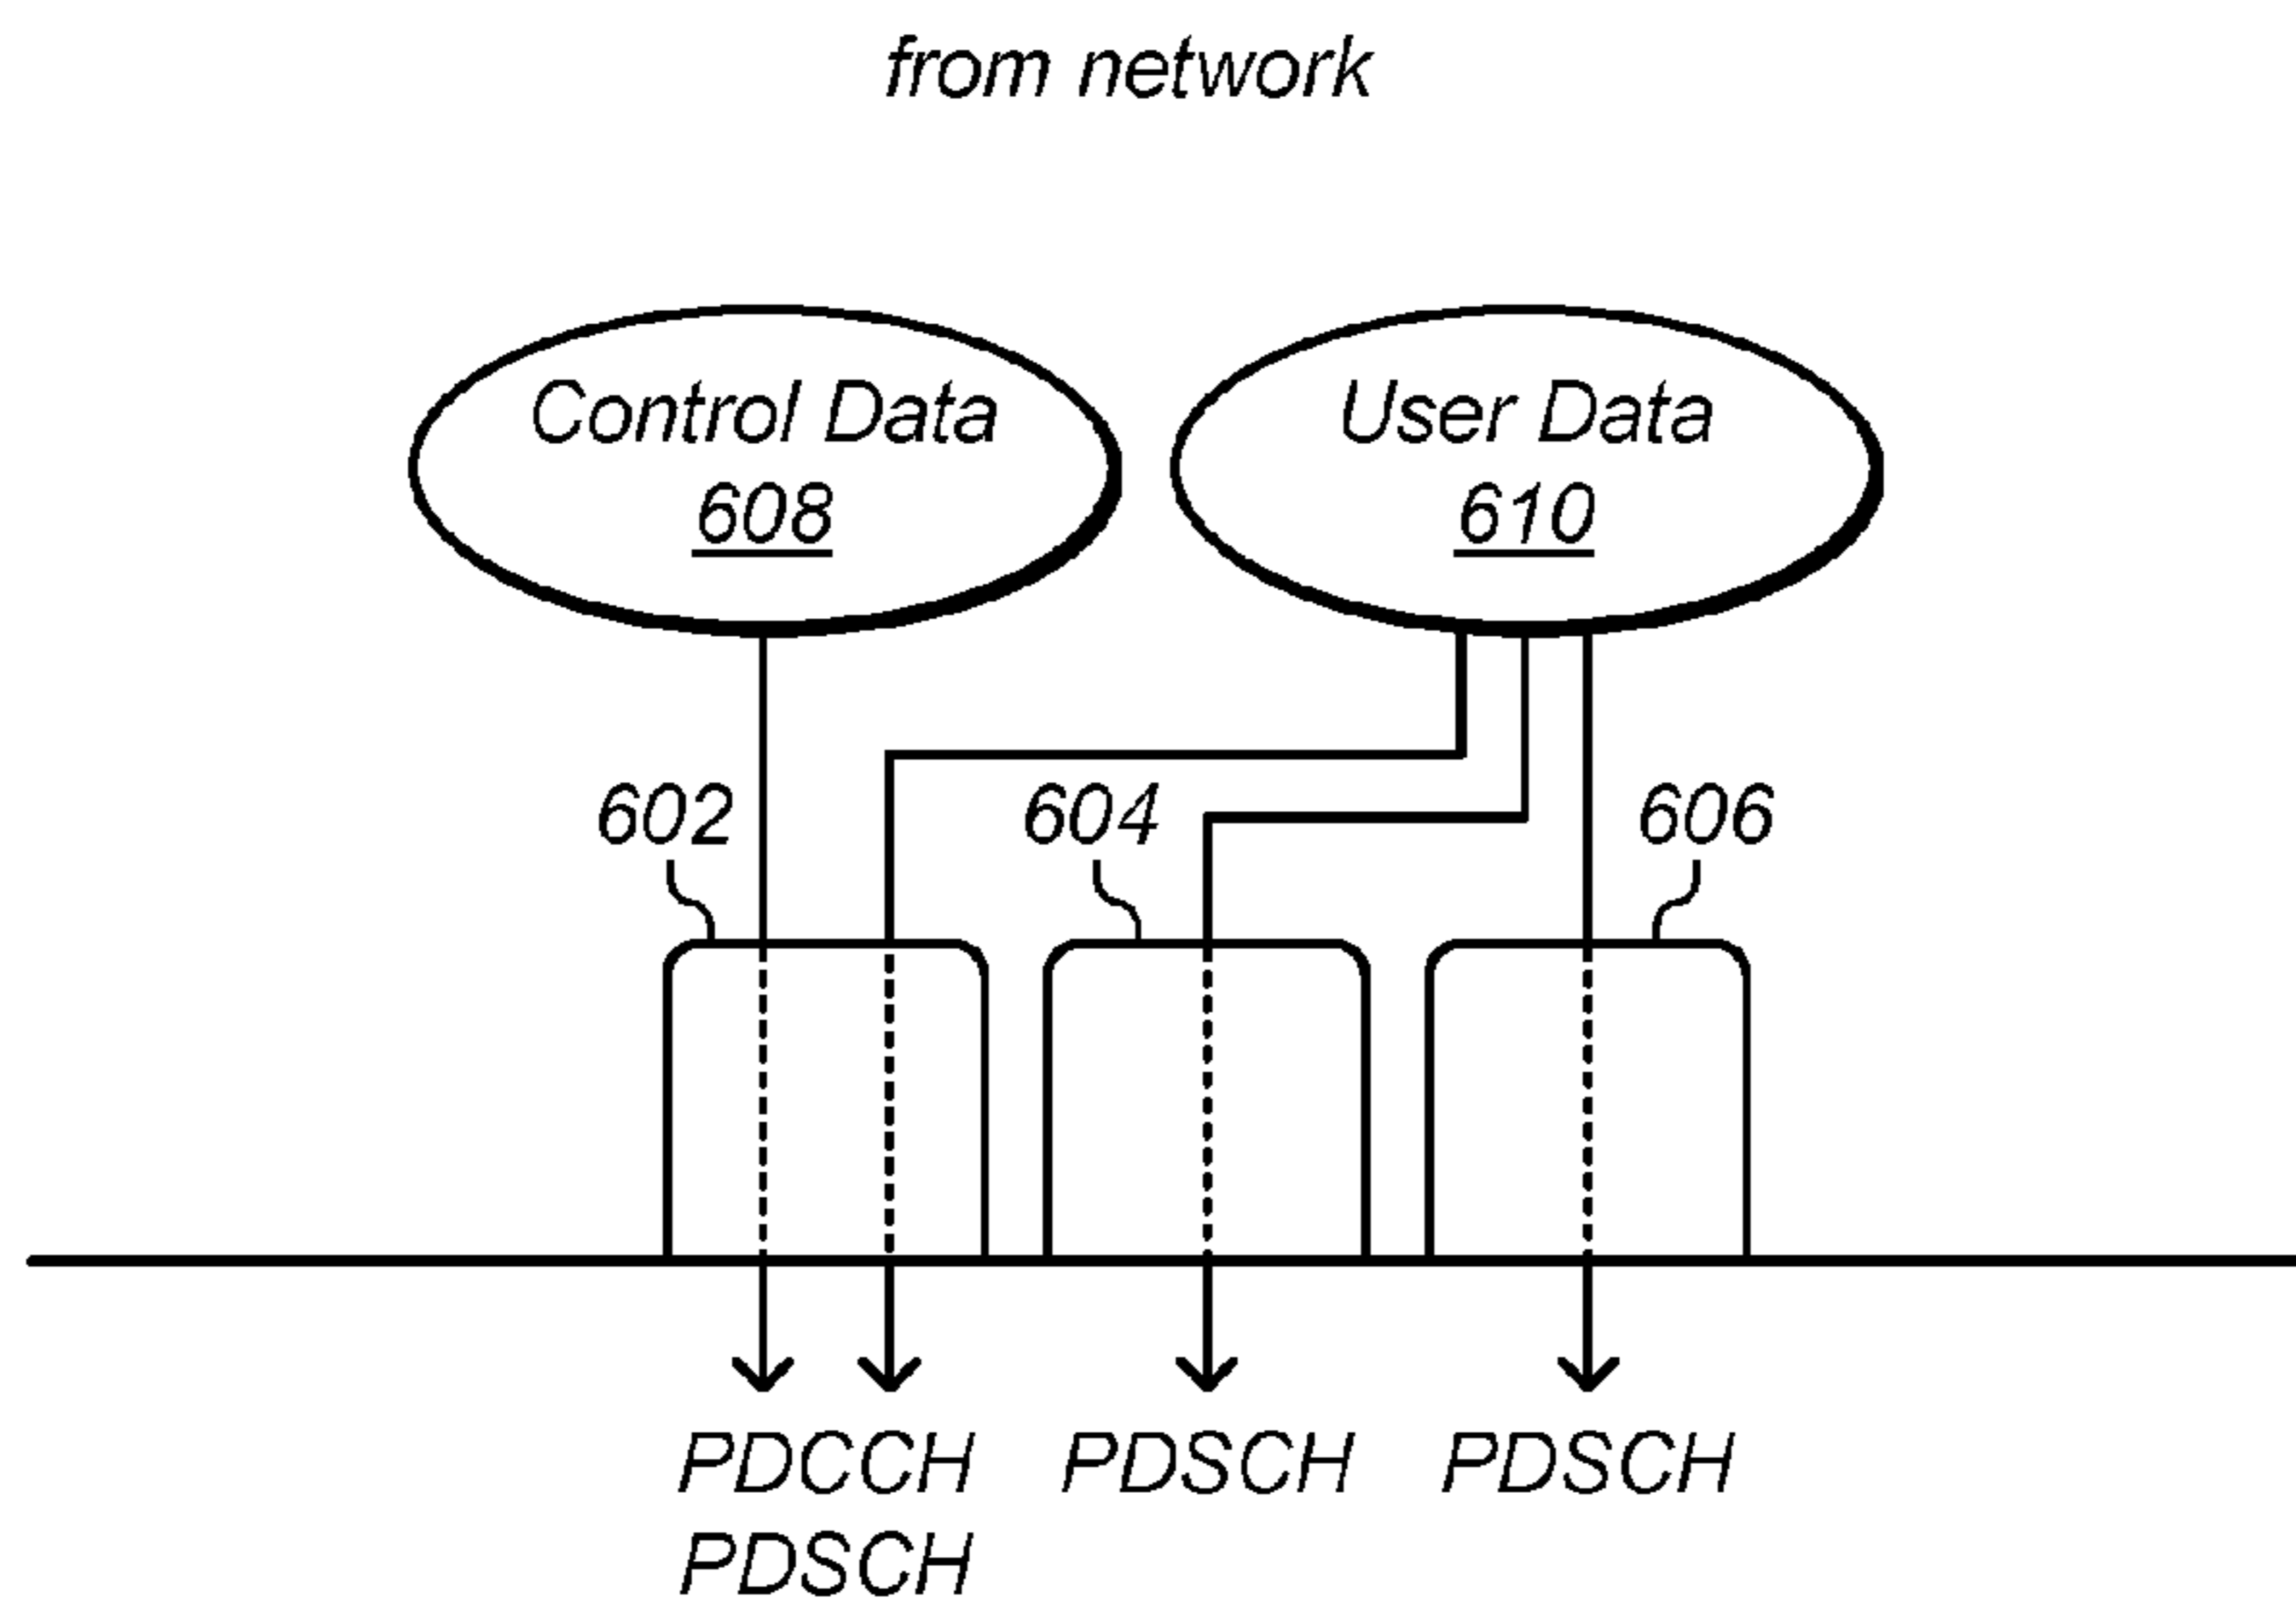 from network
Control Data
608
User Data
610
602
604
606
PDCCH
PDSCH
PDSCH
PDSCH